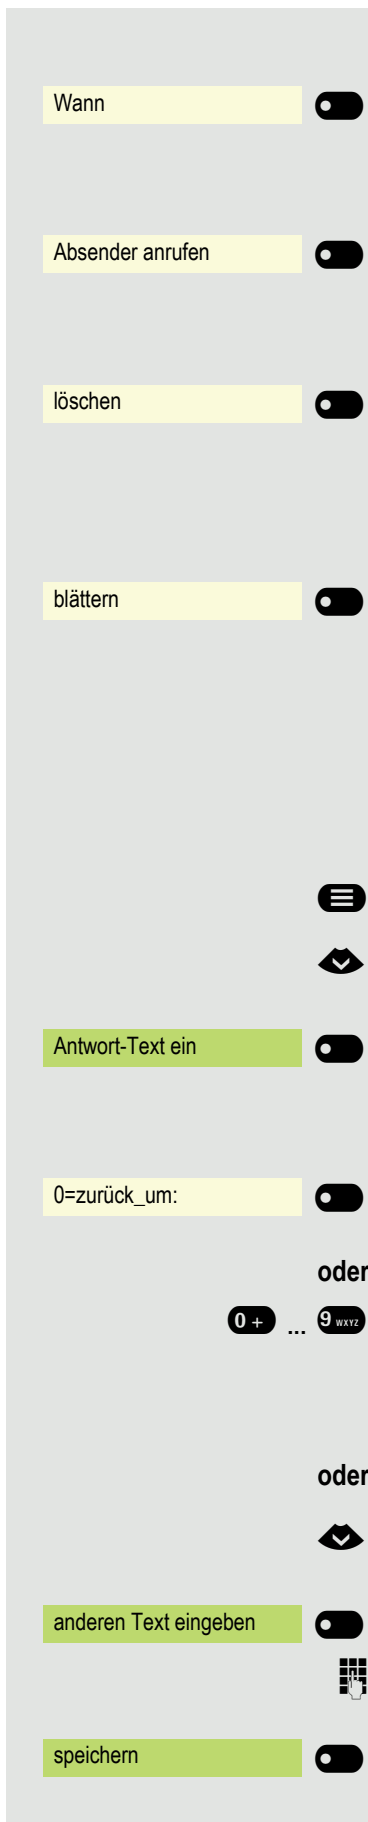 Wann
Absender anrufen
löschen
blättern
Antwort-Text ein
0=zurück_um:
oder
0 + ... 9 WXYZ
oder
anderen Text eingeben
speichern